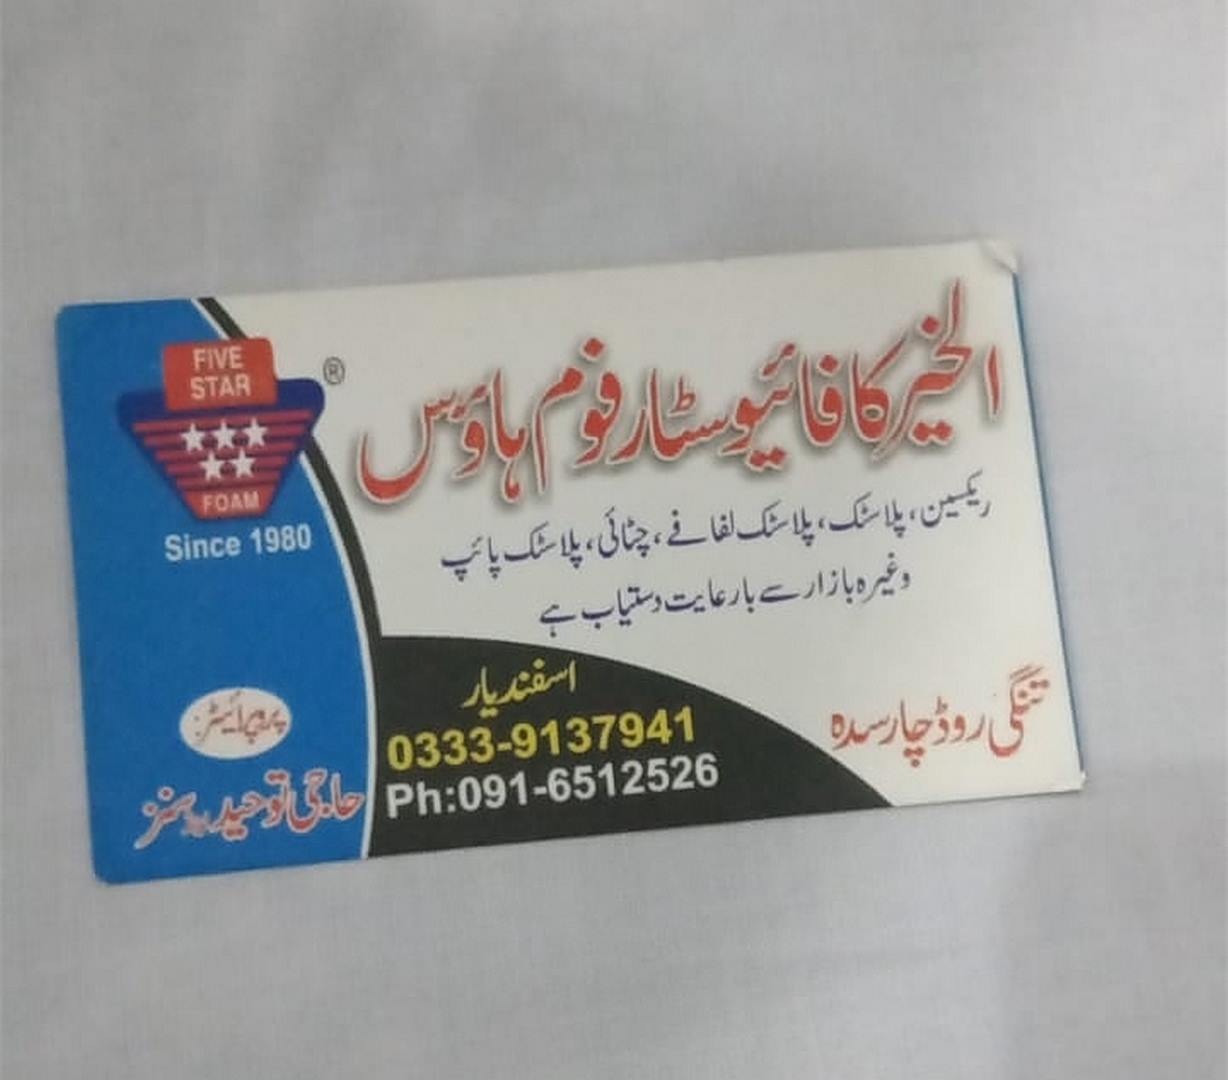 FIVE
STAR
FOAM
®
Since 1980
الخیر کا فائیو سٹار فوم ہاؤس
ریکسین، پلاسٹک، پلاسٹک لفافے، چٹائی، پلاسٹک پائپ
وغیرہ بازار سے بارعایت دستیاب ہے
اسفندیار
0333-9137941
Ph:091-6512526
تنگی روڈ چارسدہ
پروپرائیٹرز:
حاجی توحید سنز